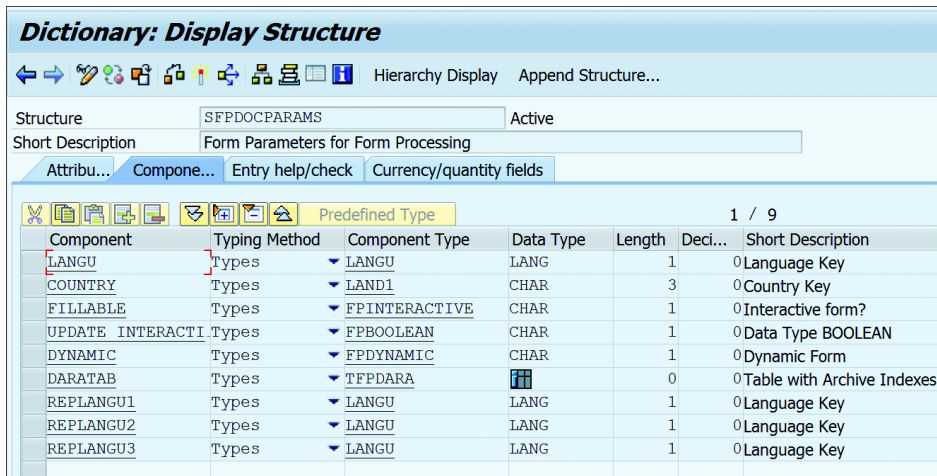 Dictionary: Display Structure
Hierarchy Display Append Structure...
Structure SFPDOCPARAMS Active
Short Description Form Parameters for Form Processing
Attribu... Compone... Entry help/check Currency/quantity fields
Predefined Type 1 / 9
Component Typing Method Component Type Data Type Length Deci... Short Description
LANGU Types LANGU LANG 1 0 Language Key
COUNTRY Types LAND1 CHAR 3 0 Country Key
FILLABLE Types FPINTERACTIVE CHAR 1 0 Interactive form?
UPDATE INTERACTI.. Types FPBOOLEAN CHAR 1 0 Data Type BOOLEAN
DYNAMIC Types FPDYNAMIC CHAR 1 0 Dynamic Form
DARATAB Types TFPDARA 0 0 Table with Archive Indexes
REPLANGU1 Types LANGU LANG 1 0 Language Key
REPLANGU2 Types LANGU LANG 1 0 Language Key
REPLANGU3 Types LANGU LANG 1 0 Language Key